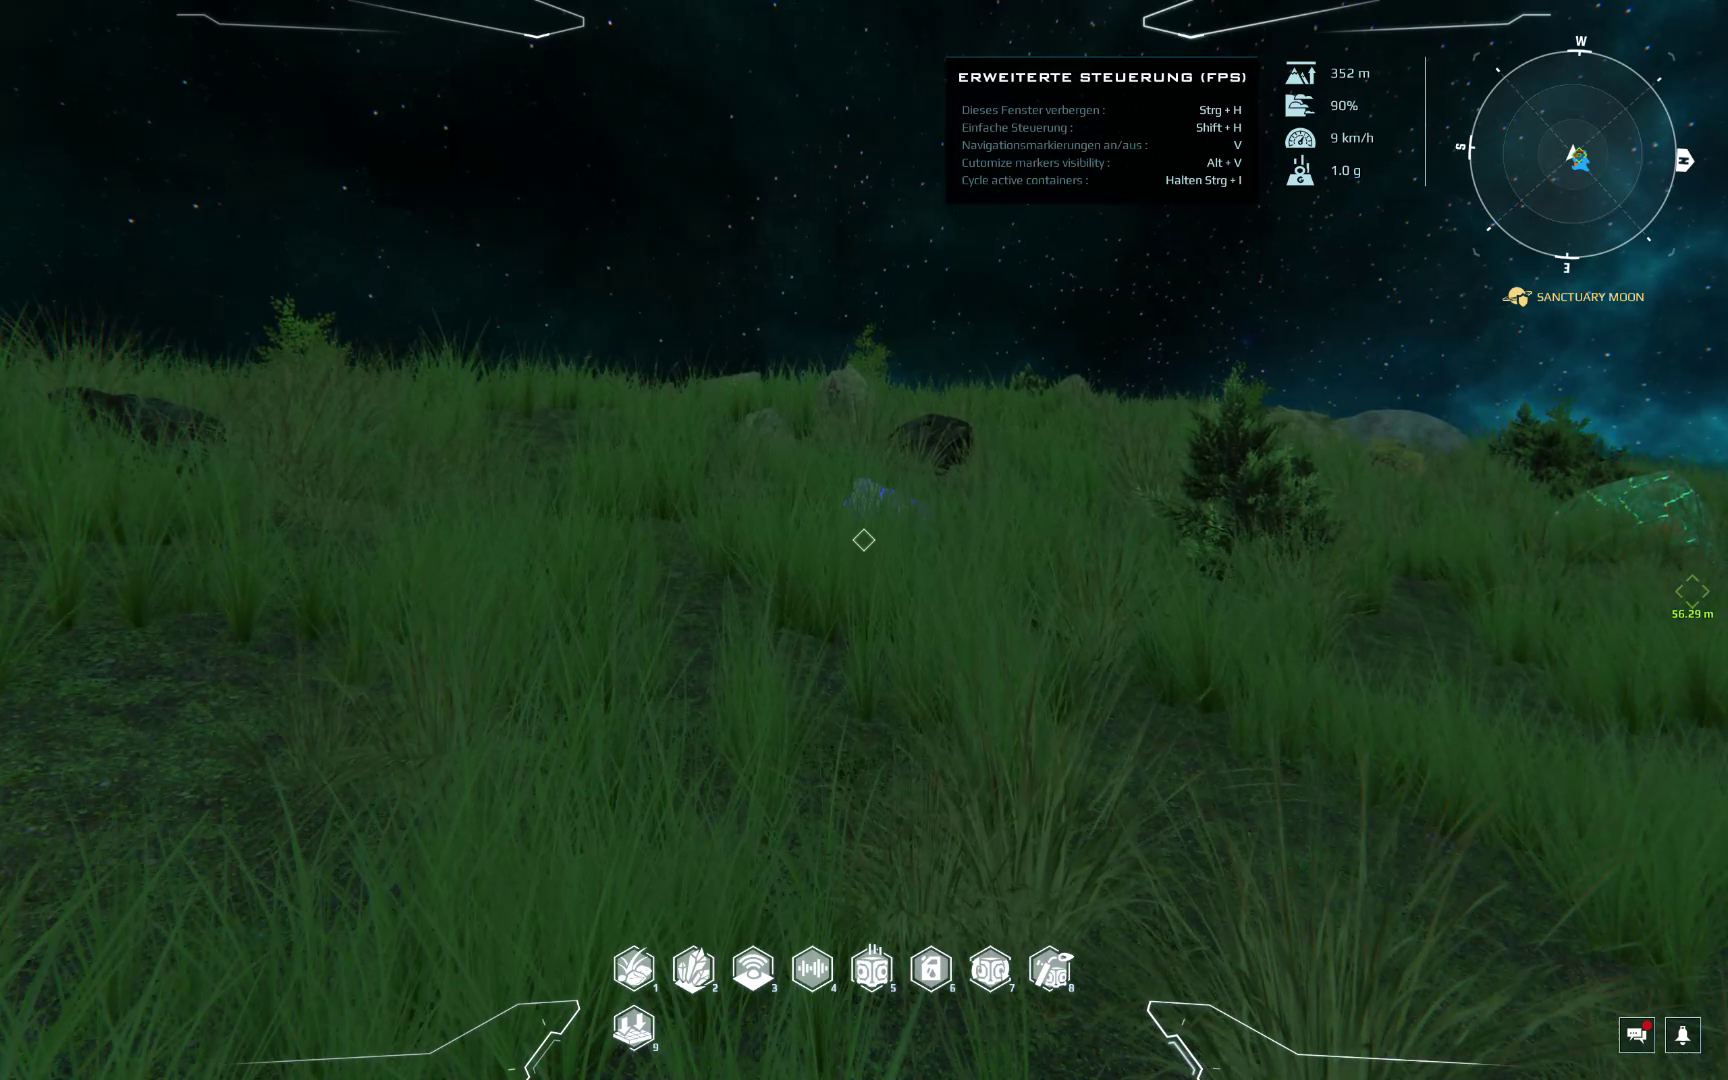 ERWEITERTE STEUERUNG (FPS)
Dieses Fenster verbergen : Strg + H
Einfache Steuerung : Shift + H
Navigationsmarkierungen an/aus : V
Cutomize markers visibility : Alt + V
Cycle active containers : Halten Strg + I
352 m
90%
9 km/h
G
1.0 g
W
S
N
E
SANCTUARY MOON
56.29 m
1
2
3
4
5
6
7
8
9